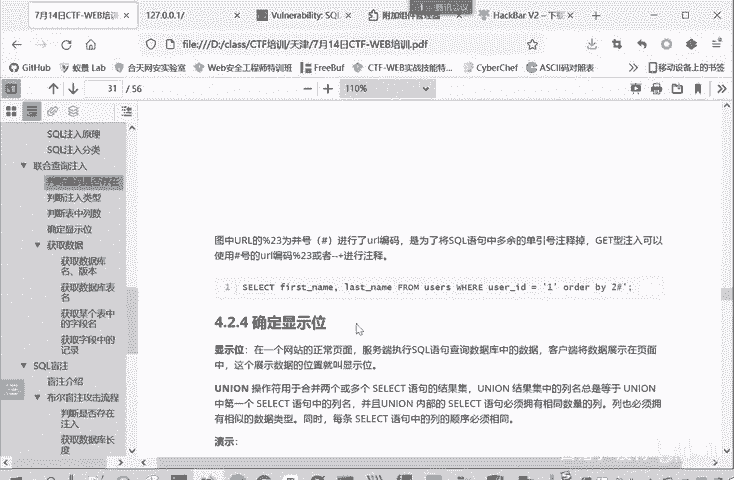 7月14日CTF-WEB培训
127.0.0.1/
Vulnerability: SQL
附加组件管理器
HackBar V2 – 下载
file:///D:/class/CTF培训/天津/7月14日CTF-WEB培训.pdf
GitHub
蚁景 Lab
合天网安实验室
Web安全工程师特训班
FreeBuf
CTF-WEB实战技能特...
CyberChef
ASCII码对照表
移动设备上的书签
31 / 56
110%
SQL注入原理
SQL注入分类
联合查询注入
判断注入类型
判断表中列数
确定显示位
获取数据
获取数据库
名、版本
获取数据库表
名
获取某个表中
的字段名
获取字段中的
记录
SQL盲注
盲注介绍
布尔盲注攻击流程
判断是否存在
注入
获取数据库长
度
图中URL的%23为井号（#）进行了url编码，是为了将SQL语句中多余的单引号注释掉，GET型注入可以
使用#号的url编码%23或者--+进行注释。
1 SELECT first_name, last_name FROM users WHERE user_id = '1' order by 2#';
4.2.4 确定显示位
显示位：在一个网站的正常页面，服务端执行SQL语句查询数据库中的数据，客户端将数据展示在页面
中，这个展示数据的位置就叫显示位。
UNION 操作符用于合并两个或多个 SELECT 语句的结果集，UNION 结果集中的列名总是等于 UNION
中第一个 SELECT 语句中的列名，并且UNION 内部的 SELECT 语句必须拥有相同数量的列。列也必须拥
有相似的数据类型。同时，每条 SELECT 语句中的列的顺序必须相同。
演示：